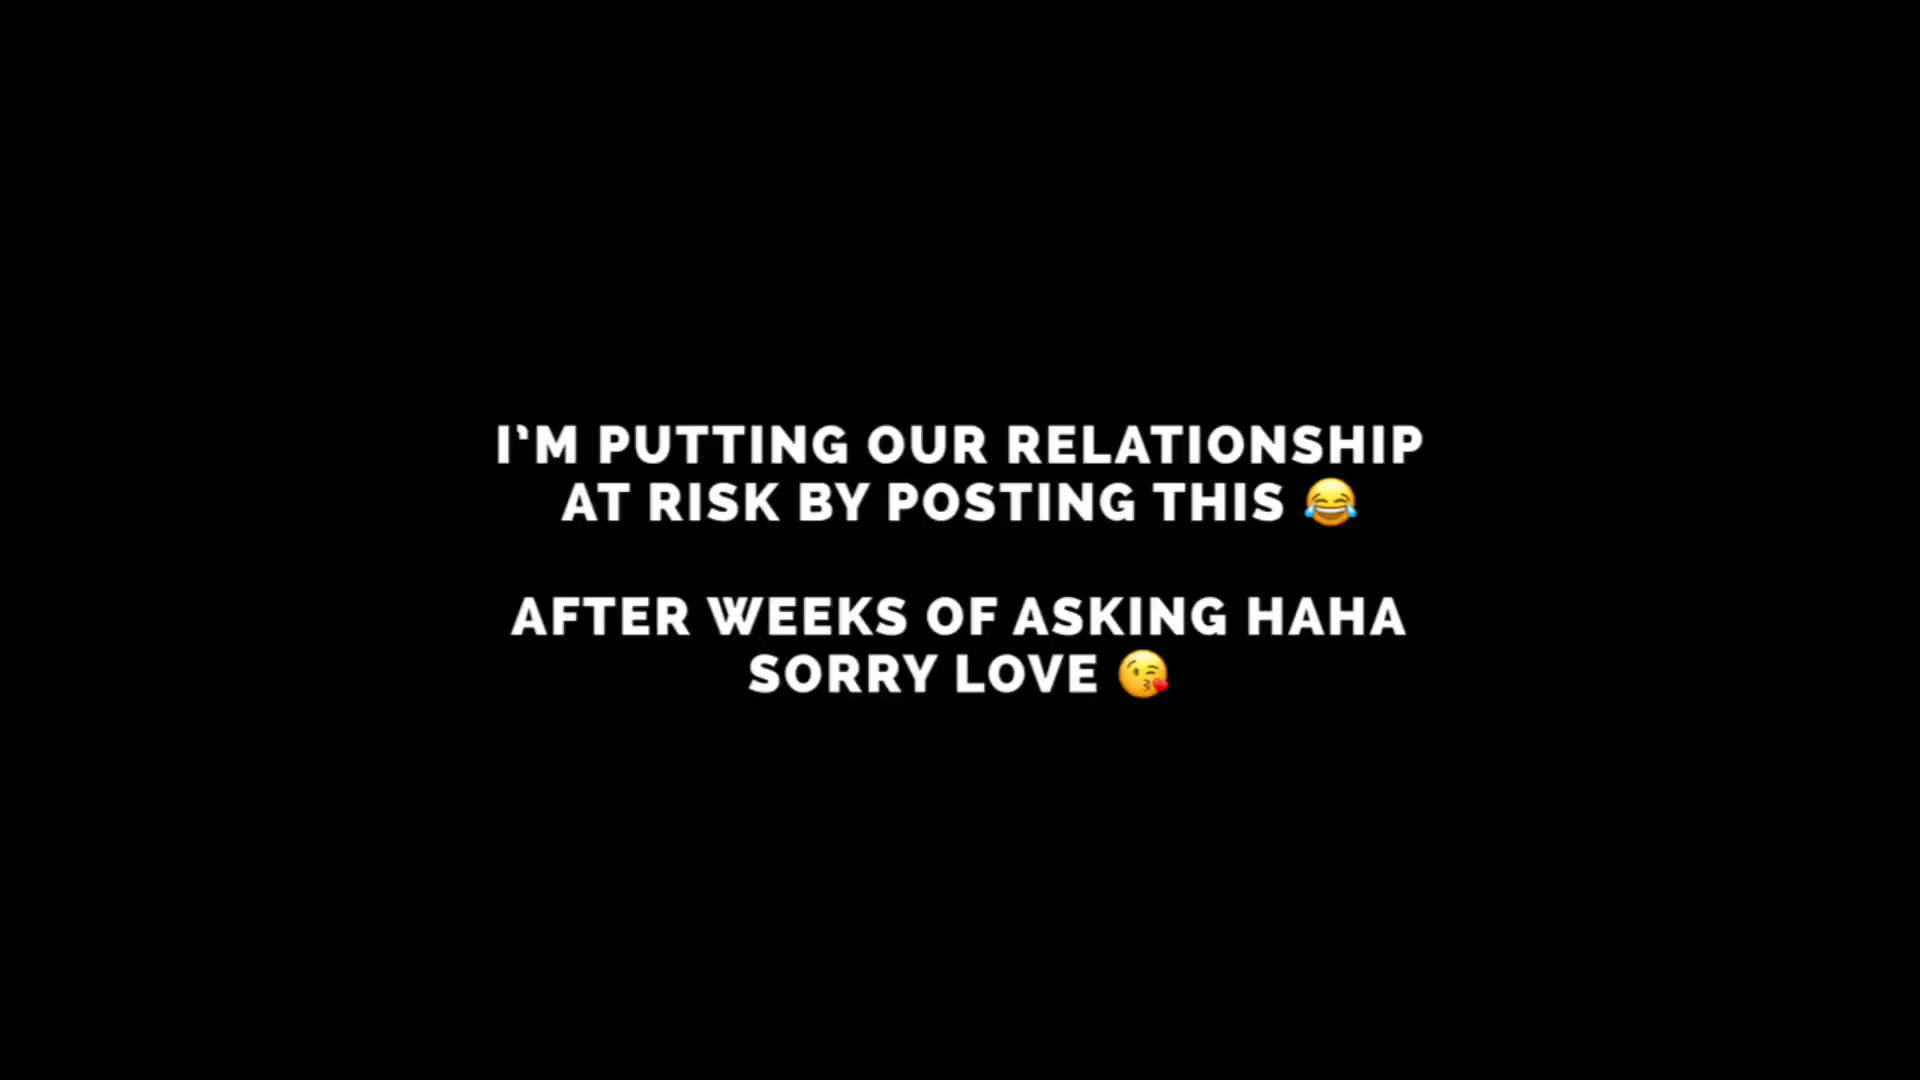 I'M PUTTING OUR RELATIONSHIP
AT RISK BY POSTING THIS 😂
AFTER WEEKS OF ASKING HAHA
SORRY LOVE 😘